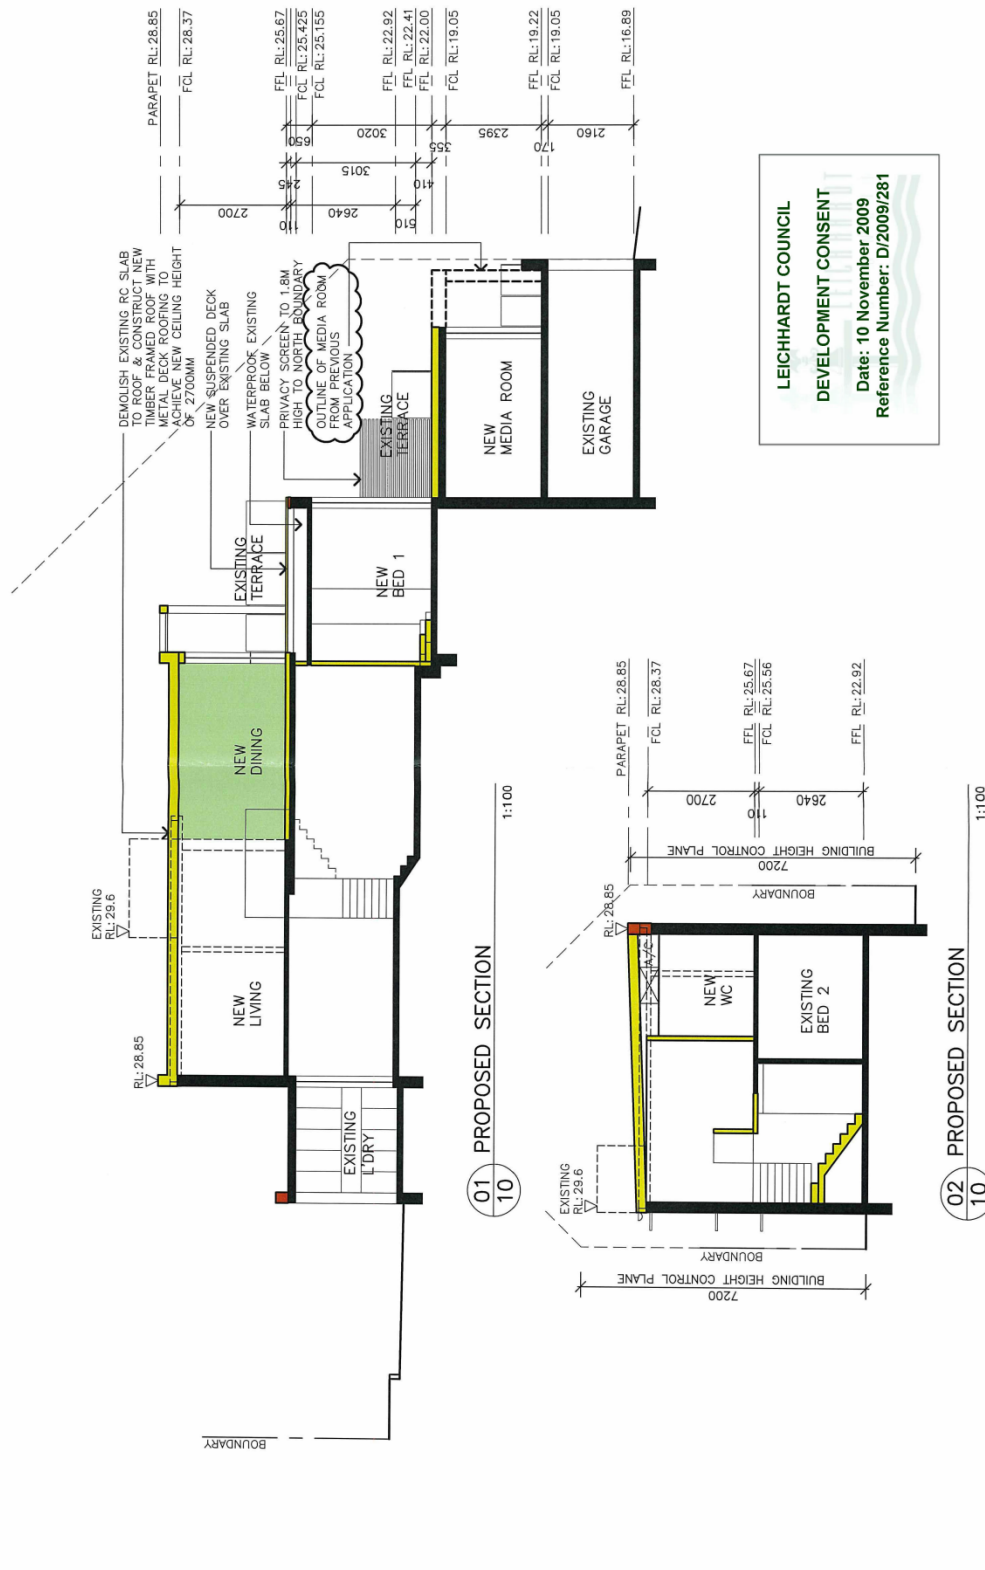 PARAPET RL: 28.85
FCL RL: 28.37
FFL RL: 25.67
FCL RL: 25.425
FCL RL: 25.155
FFL RL: 22.92
FFL RL: 22.41
FFL RL: 22.00
FCL RL: 19.05
FFL RL: 19.22
FCL RL: 19.05
FFL RL: 16.89
2700
245
110
2640
3015
510
410
650
3020
355
2395
170
2160
DEMOLISH EXISTING RC SLAB
TO ROOF & CONSTRUCT NEW
TIMBER FRAMED ROOF WITH
METAL DECK ROOFING TO
ACHIEVE NEW CEILING HEIGHT
OF 2700MM
NEW SUSPENDED DECK
OVER EXISTING SLAB
WATERPROOF EXISTING
SLAB BELOW
PRIVACY SCREEN TO 1.8M
HIGH TO NORTH BOUNDARY
OUTLINE OF MEDIA ROOM
FROM PREVIOUS
APPLICATION
EXISTING
TERRACE
EXISTING
TERRACE
NEW
MEDIA ROOM
EXISTING
GARAGE
NEW
BED 1
NEW
DINING
NEW
LIVING
EXISTING
L'DRY
EXISTING
RL: 29.6
RL: 28.85
BOUNDARY
01
10
PROPOSED SECTION
1:100
PARAPET RL: 28.85
FCL RL: 28.37
FFL RL: 25.67
FCL RL: 25.56
FFL RL: 22.92
2700
110
2640
BUILDING HEIGHT CONTROL PLANE
7200
BOUNDARY
RL: 28.85
A/C
NEW
WC
EXISTING
BED 2
EXISTING
RL: 29.6
BOUNDARY
BUILDING HEIGHT CONTROL PLANE
7200
02
10
PROPOSED SECTION
1:100
LEICHHARDT COUNCIL
DEVELOPMENT CONSENT
Date: 10 November 2009
Reference Number: D/2009/281
LEICHHARDT